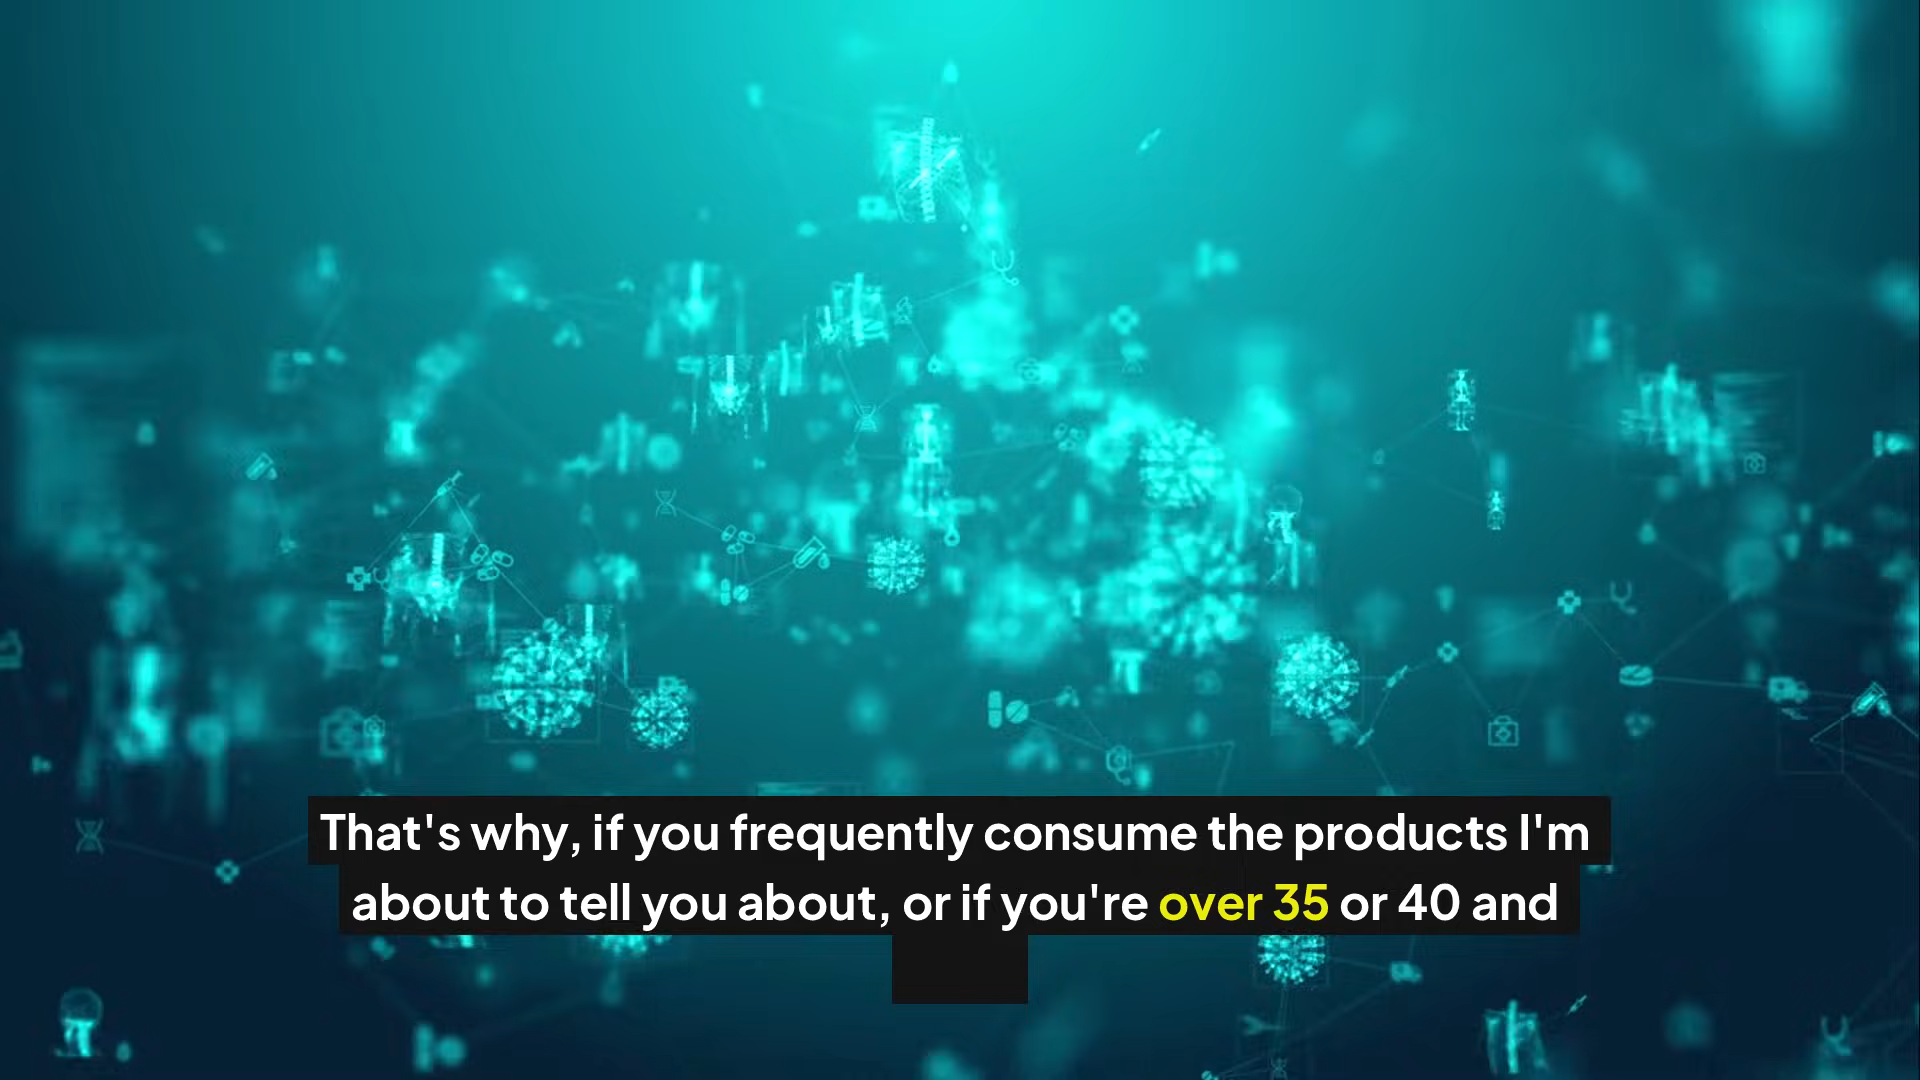 That's why, if you frequently consume the products I'm
about to tell you about, or if you're over 35 or 40 and